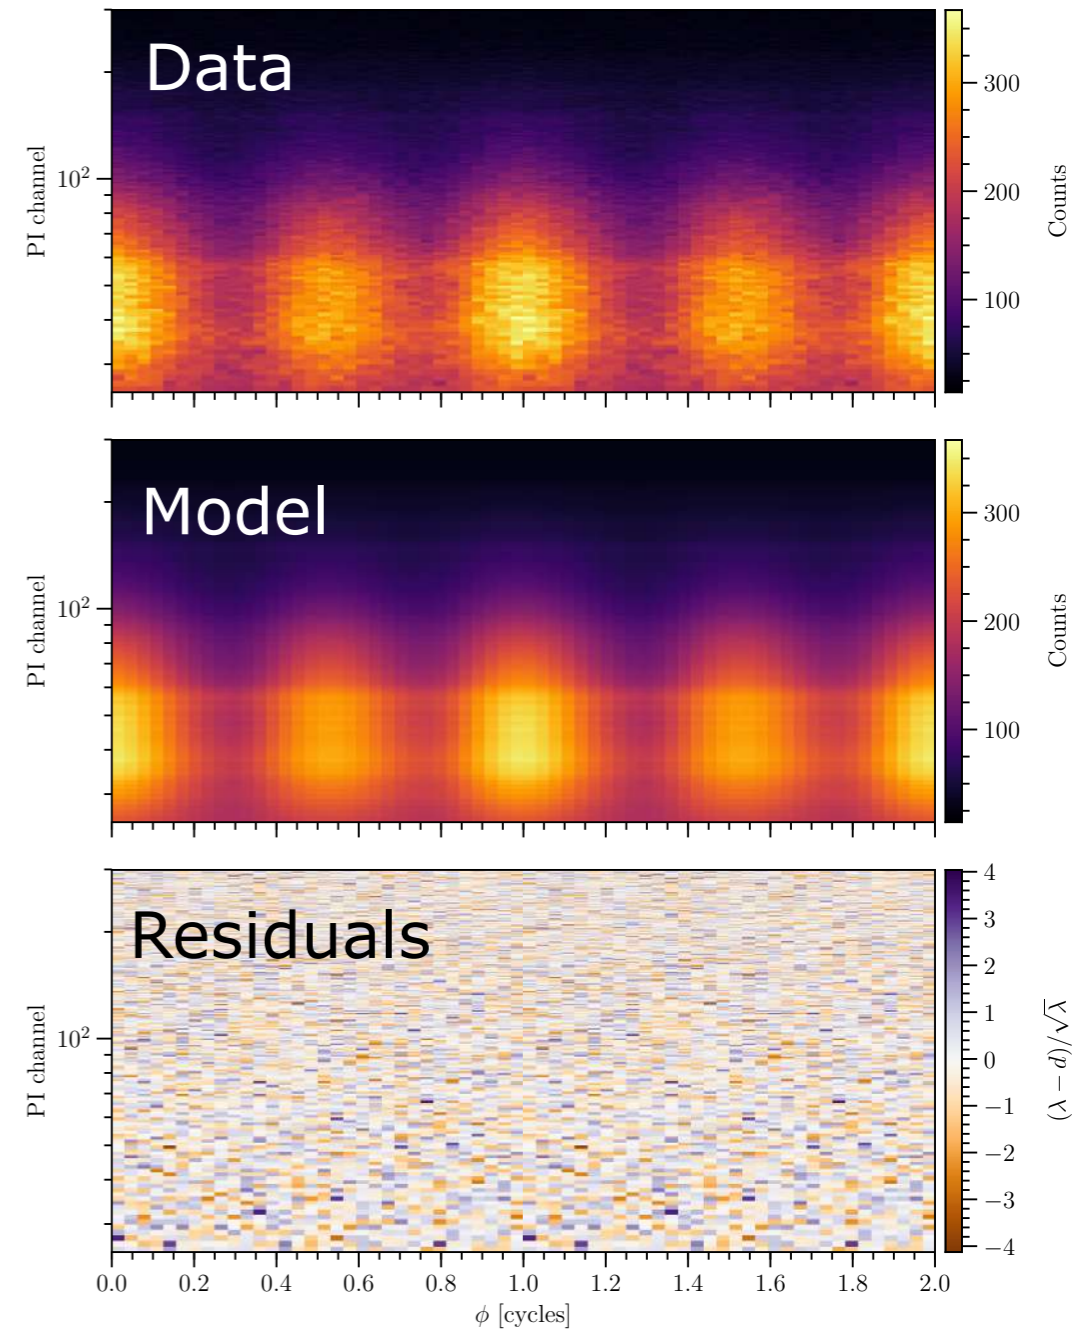 Data
PI channel
10²
300
200
100
Counts
0.0 0.2 0.4 0.6 0.8 1.0 1.2 1.4 1.6 1.8 2.0
Model
PI channel
10²
300
200
100
Counts
Residuals
PI channel
10²
4
3
2
1
0
−1
−2
−3
−4
(λ − d)/√λ
ϕ [cycles]